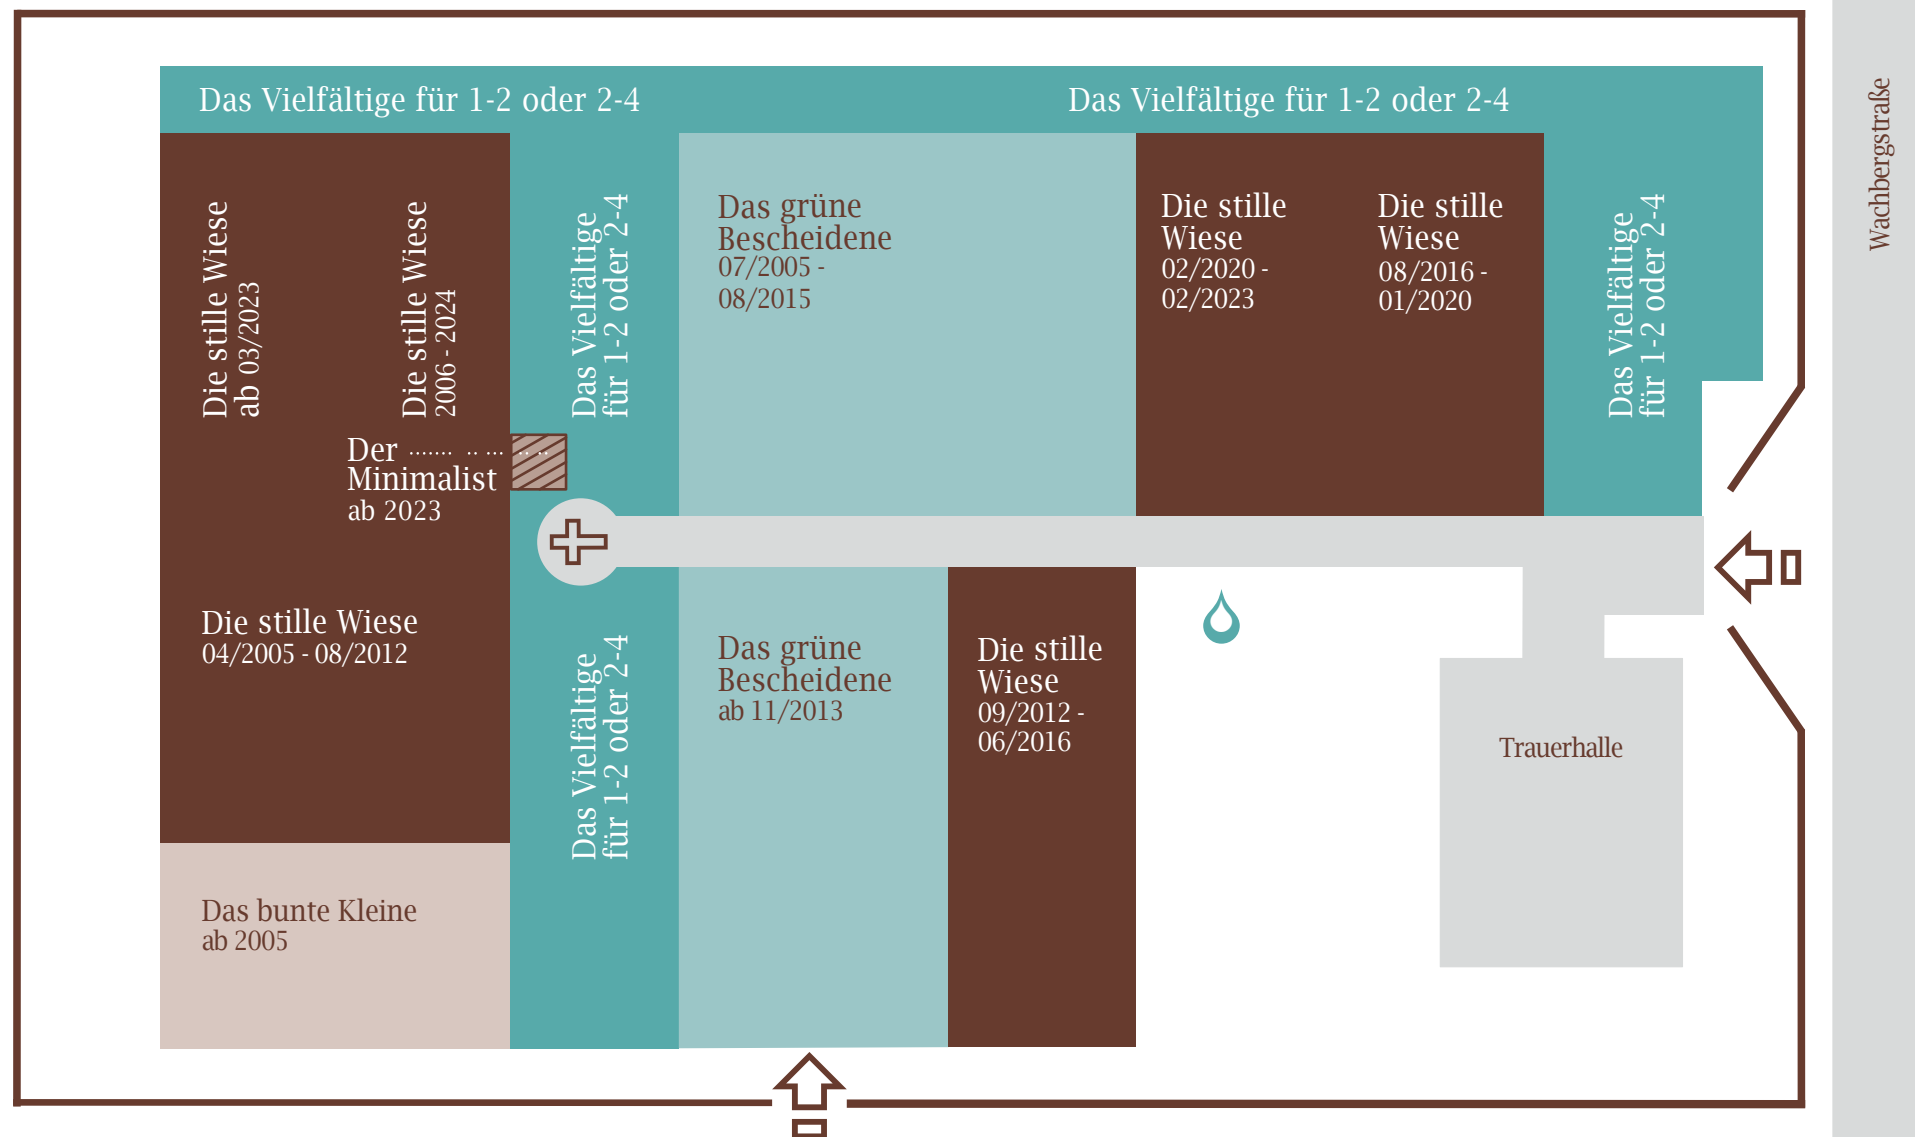 Das Vielfältige für 1-2 oder 2-4
Das Vielfältige für 1-2 oder 2-4
Wachbergstraße
Die stille Wiese
ab 03/2023
Die stille Wiese
2006 - 2024
Das Vielfältige
für 1-2 oder 2-4
Das grüne
Bescheidene
07/2005 -
08/2015
Die stille
Wiese
02/2020 -
02/2023
Die stille
Wiese
08/2016 -
01/2020
Das Vielfältige
für 1-2 oder 2-4
Der ....... .. ... .. ..
Minimalist
ab 2023
Die stille Wiese
04/2005 - 08/2012
Das Vielfältige
für 1-2 oder 2-4
Das grüne
Bescheidene
ab 11/2013
Die stille
Wiese
09/2012 -
06/2016
Trauerhalle
Das bunte Kleine
ab 2005